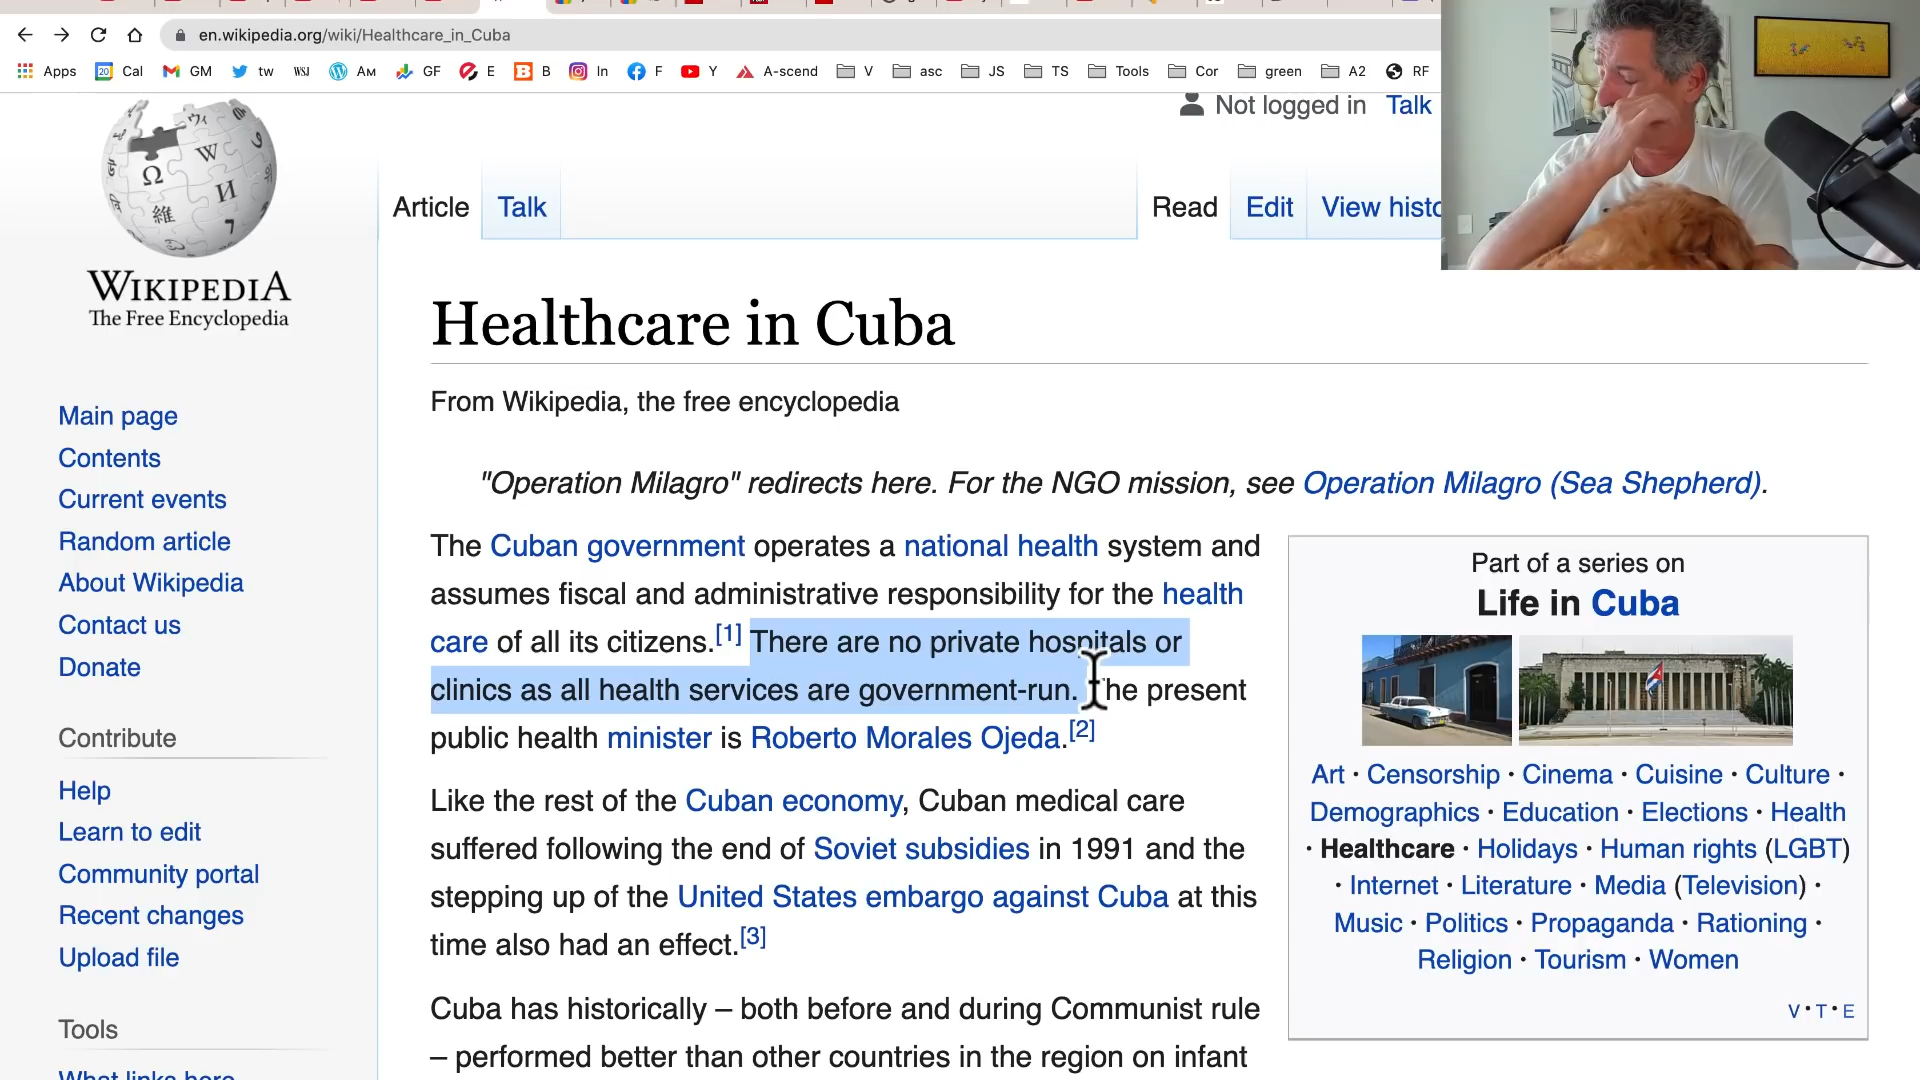 en.wikipedia.org/wiki/Healthcare_in_Cuba
Apps 20 Cal GM tw WSJ AM GF E B In F Y A-scend V asc JS TS Tools Cor green A2 RF
Not logged in Talk
Article Talk Read Edit View histo
WIKIPEDIA
The Free Encyclopedia
Healthcare in Cuba
From Wikipedia, the free encyclopedia
"Operation Milagro" redirects here. For the NGO mission, see Operation Milagro (Sea Shepherd).
The Cuban government operates a national health system and
assumes fiscal and administrative responsibility for the health
care of all its citizens.[1] There are no private hospitals or
clinics as all health services are government-run. The present
public health minister is Roberto Morales Ojeda.[2]
Like the rest of the Cuban economy, Cuban medical care
suffered following the end of Soviet subsidies in 1991 and the
stepping up of the United States embargo against Cuba at this
time also had an effect.[3]
Cuba has historically – both before and during Communist rule
– performed better than other countries in the region on infant
Part of a series on
Life in Cuba
Art · Censorship · Cinema · Cuisine · Culture ·
Demographics · Education · Elections · Health
· Healthcare · Holidays · Human rights (LGBT)
· Internet · Literature · Media (Television) ·
Music · Politics · Propaganda · Rationing ·
Religion · Tourism · Women
V · T · E
Main page
Contents
Current events
Random article
About Wikipedia
Contact us
Donate
Contribute
Help
Learn to edit
Community portal
Recent changes
Upload file
Tools
What links here